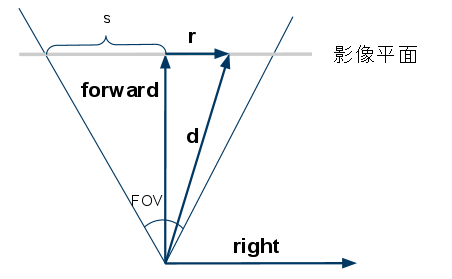 s
r
影像平面
forward
d
FOV
right